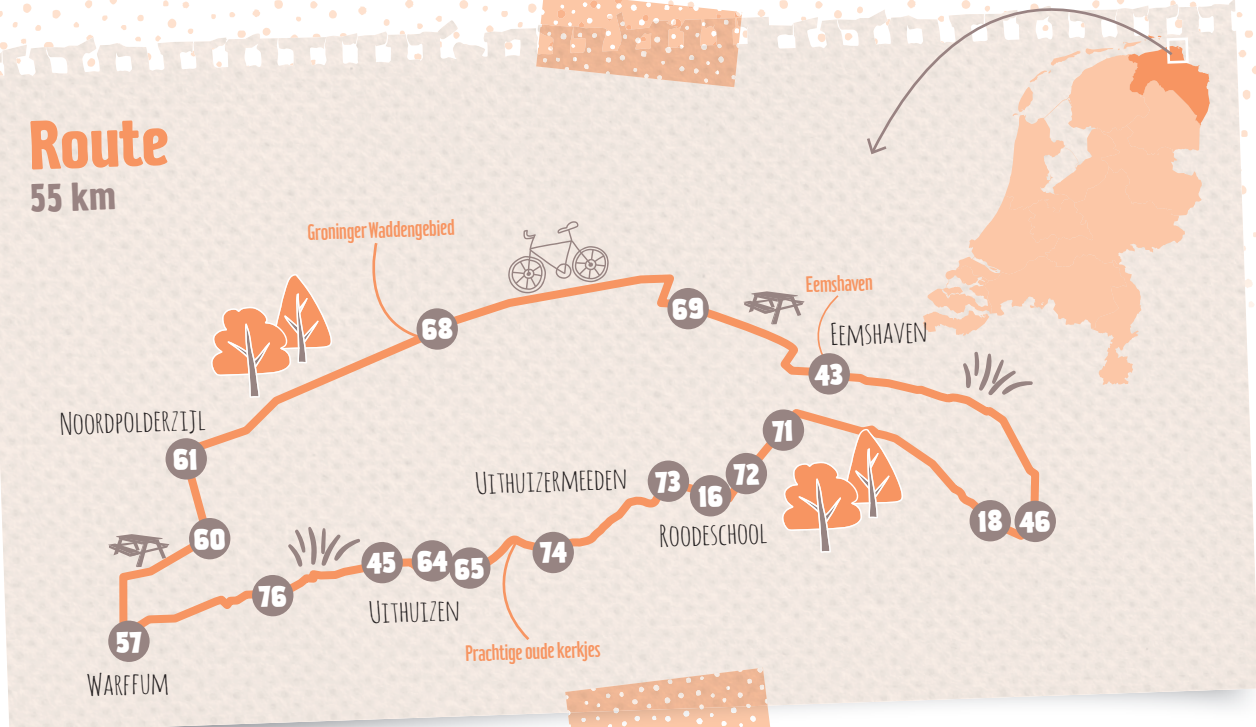 Route
55 km
Groninger Waddengebied
68
69
Eemshaven
EEMSHAVEN
43
NOORDPOLDERZIJL
61
71
UITHUIZERMEEDEN
73
16
72
ROODESCHOOL
18
46
60
45
64
65
74
76
UITHUIZEN
57
Prachtige oude kerkjes
WARFFUM